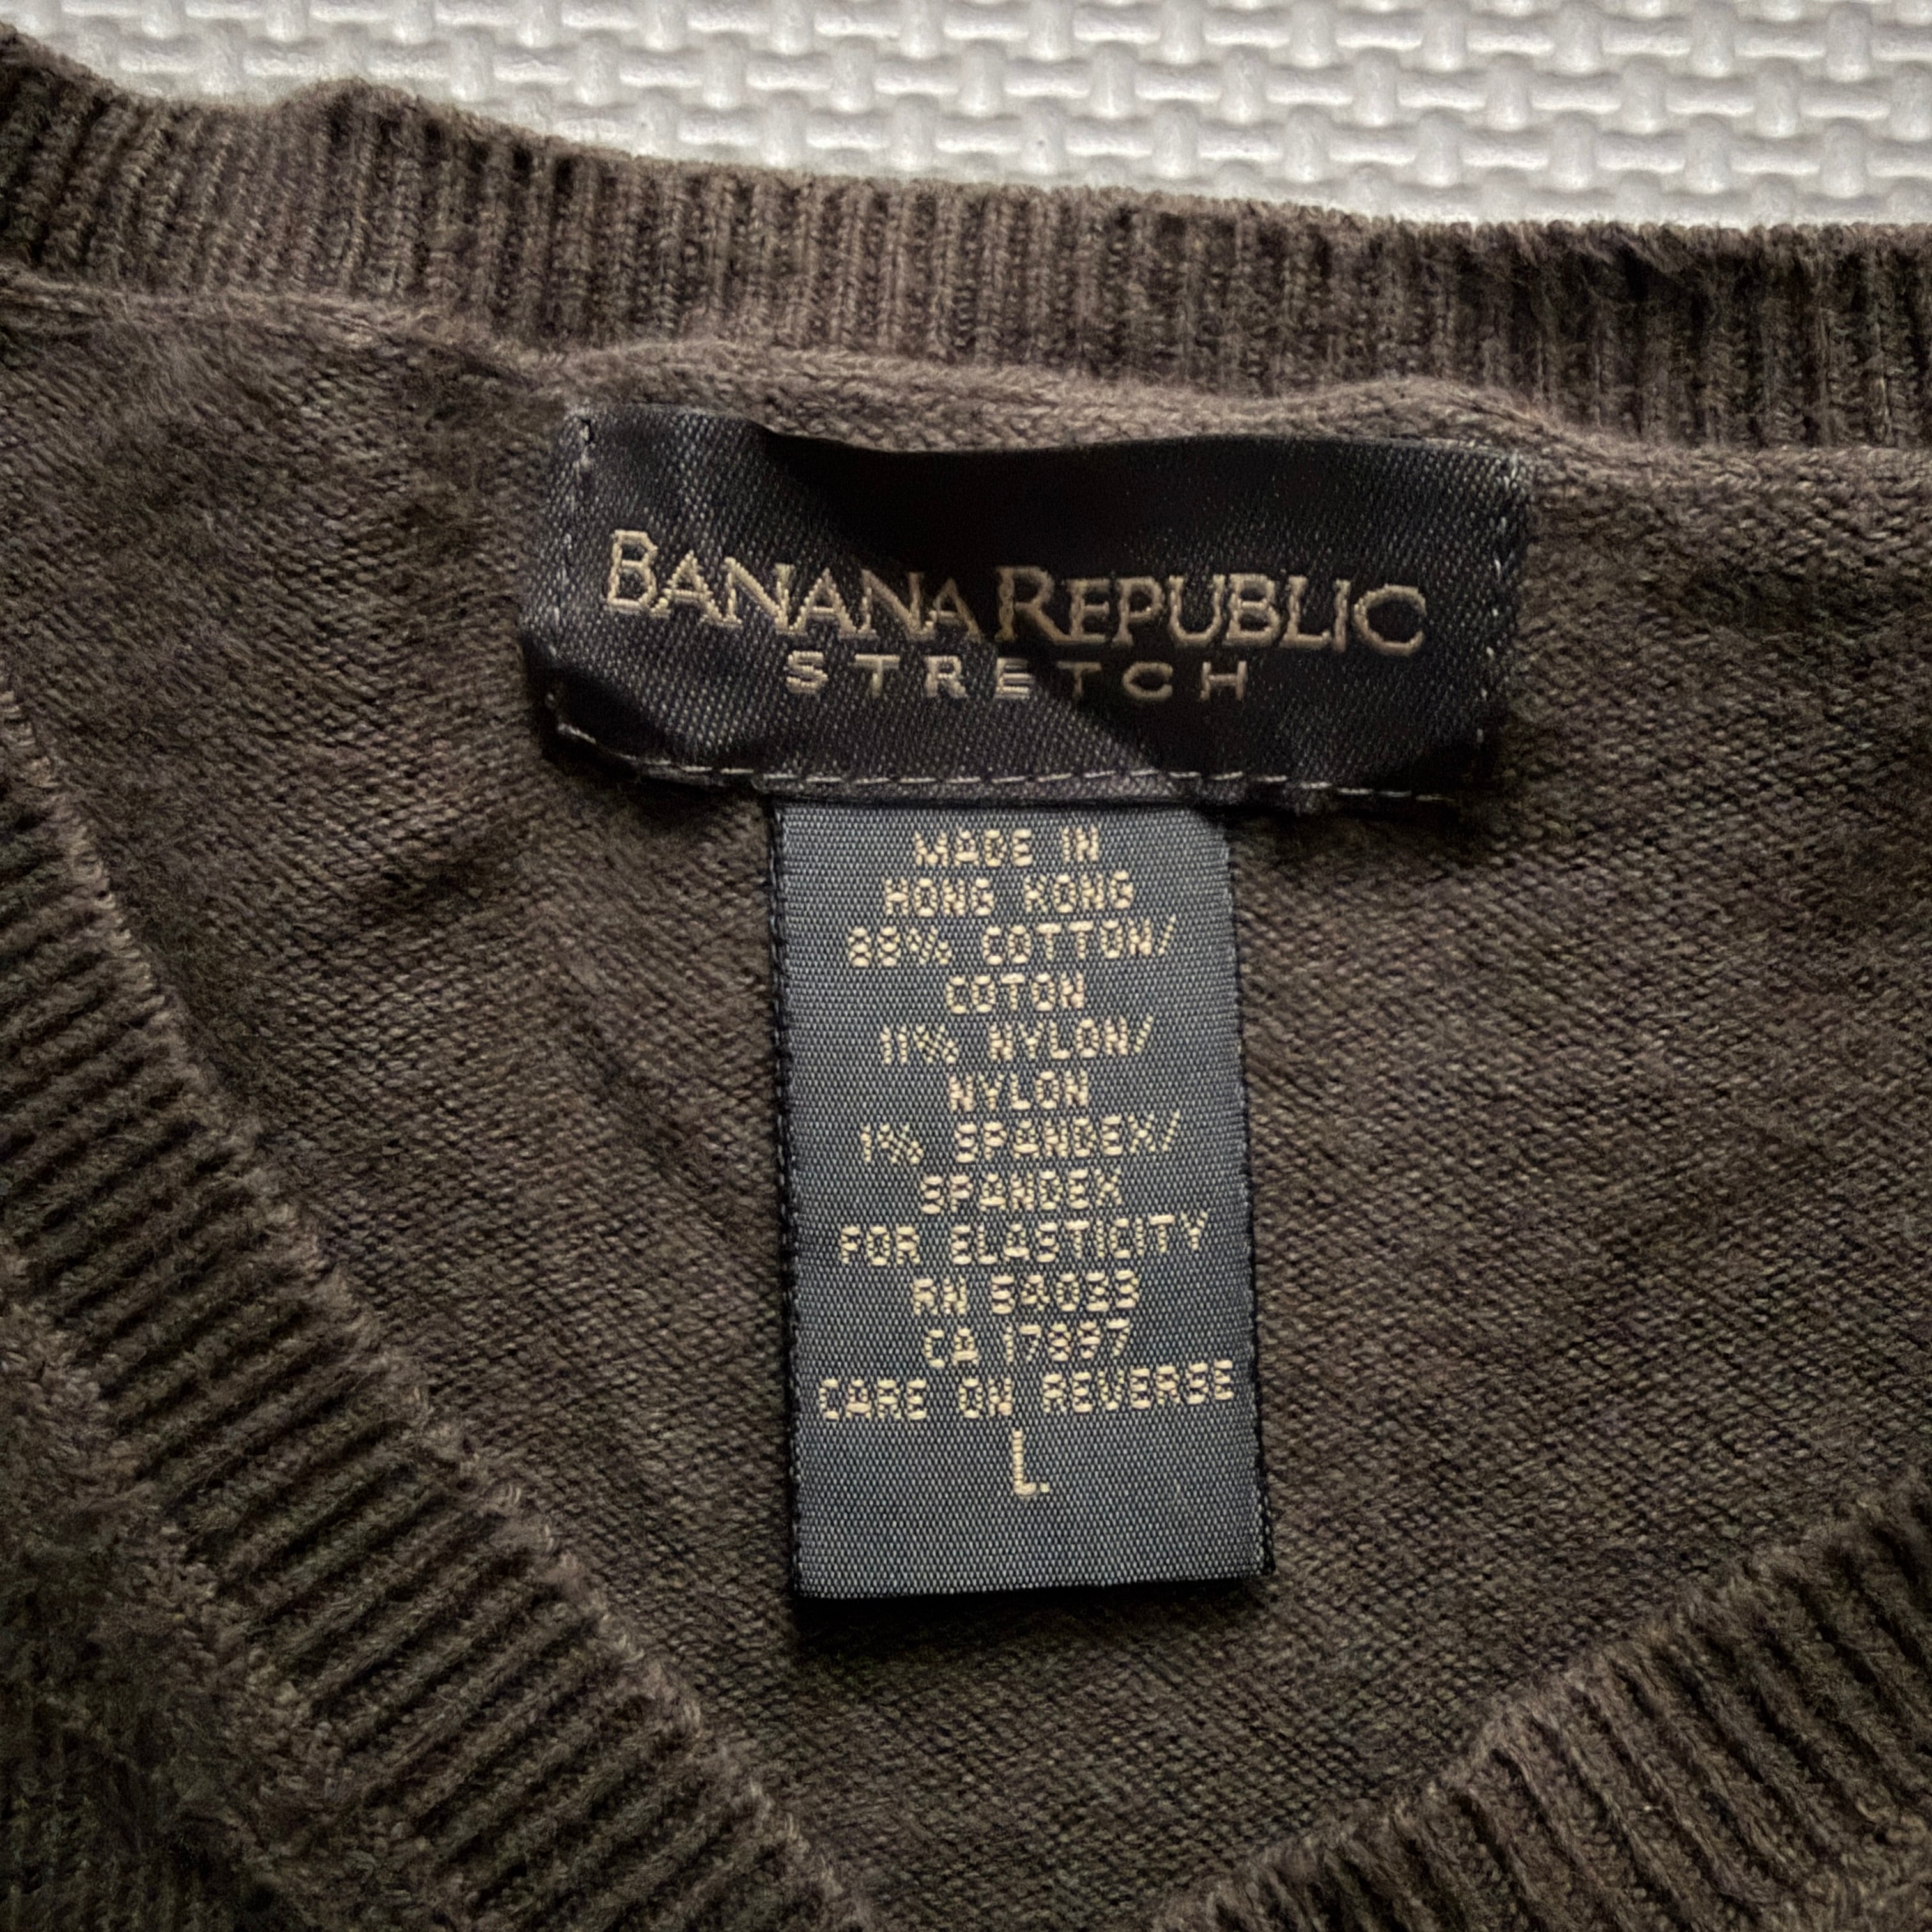 BANANA REPUBLIC
STRETCH
MADE IN
HONG KONG
88% COTTON/
COTON
11% NYLON/
NYLON
1% SPANDEX/
SPANDEX
FOR ELASTICITY
RN 54023
CA 17897
CARE ON REVERSE
L.